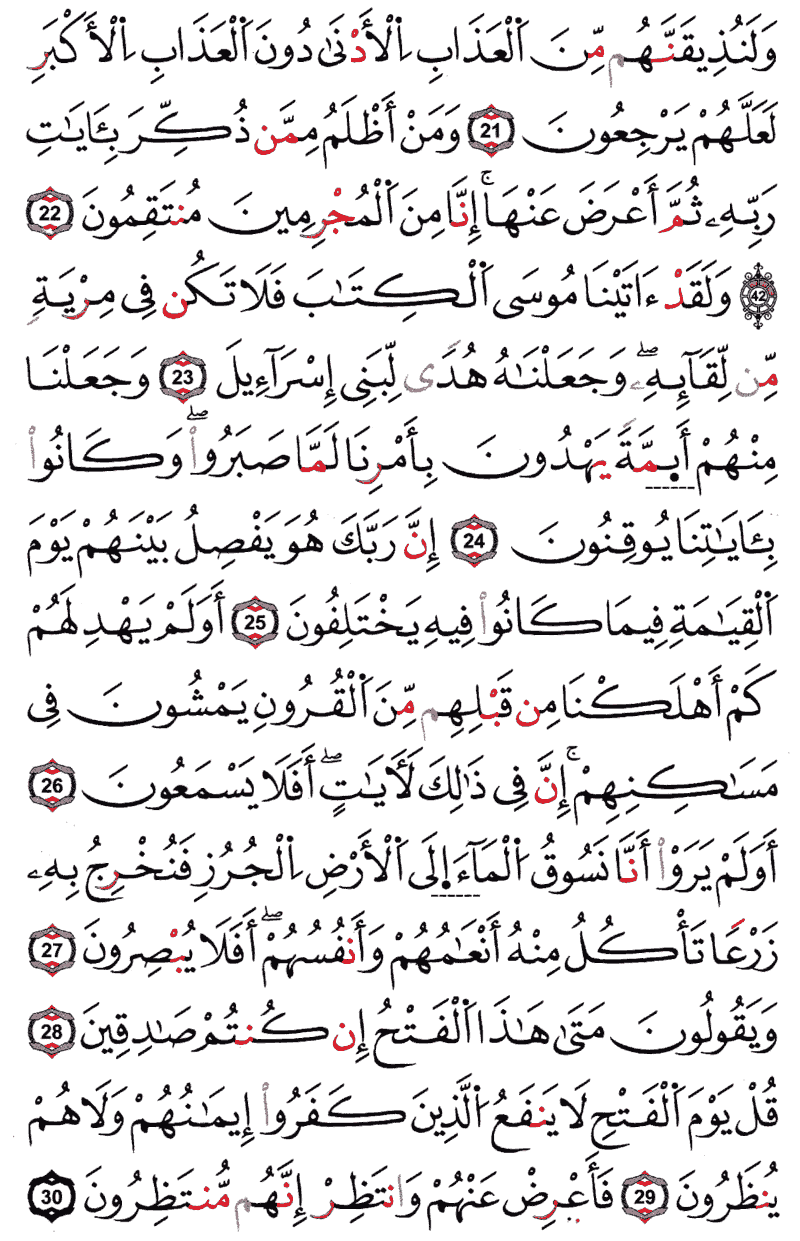 وَلَنُذِيقَنَّهُم مِّنَ ٱلْعَذَابِ ٱلْأَدْنَىٰ دُونَ ٱلْعَذَابِ ٱلْأَكْبَرِ
لَعَلَّهُمْ يَرْجِعُونَ 21 وَمَنْ أَظْلَمُ مِمَّن ذُكِّرَ بِـَٔايَٰتِ
رَبِّهِۦ ثُمَّ أَعْرَضَ عَنْهَآۚ إِنَّا مِنَ ٱلْمُجْرِمِينَ مُنتَقِمُونَ 22
42 وَلَقَدْ ءَاتَيْنَا مُوسَى ٱلْكِتَٰبَ فَلَا تَكُن فِى مِرْيَةٍ
مِّن لِّقَآئِهِۦۖ وَجَعَلْنَٰهُ هُدًى لِّبَنِى إِسْرَآءِيلَ 23 وَجَعَلْنَا
مِنْهُمْ أَىِٕمَّةً يَهْدُونَ بِأَمْرِنَا لَمَّا صَبَرُوا۟ۖ وَكَانُوا۟
بِـَٔايَٰتِنَا يُوقِنُونَ 24 إِنَّ رَبَّكَ هُوَ يَفْصِلُ بَيْنَهُمْ يَوْمَ
ٱلْقِيَٰمَةِ فِيمَا كَانُوا۟ فِيهِ يَخْتَلِفُونَ 25 أَوَلَمْ يَهْدِ لَهُمْ
كَمْ أَهْلَكْنَا مِن قَبْلِهِم مِّنَ ٱلْقُرُونِ يَمْشُونَ فِى
مَسَٰكِنِهِمْۚ إِنَّ فِى ذَٰلِكَ لَأَيَٰتٍۖ أَفَلَا يَسْمَعُونَ 26
أَوَلَمْ يَرَوْا۟ أَنَّا نَسُوقُ ٱلْمَآءَ إِلَى ٱلْأَرْضِ ٱلْجُرُزِ فَنُخْرِجُ بِهِۦ
زَرْعًا تَأْكُلُ مِنْهُ أَنْعَٰمُهُمْ وَأَنفُسُهُمْۖ أَفَلَا يُبْصِرُونَ 27
وَيَقُولُونَ مَتَىٰ هَٰذَا ٱلْفَتْحُ إِن كُنتُمْ صَٰدِقِينَ 28
قُلْ يَوْمَ ٱلْفَتْحِ لَا يَنفَعُ ٱلَّذِينَ كَفَرُوا۟ إِيمَٰنُهُمْ وَلَا هُمْ
يُنظَرُونَ 29 فَأَعْرِضْ عَنْهُمْ وَانتَظِرْ إِنَّهُم مُّنتَظِرُونَ 30